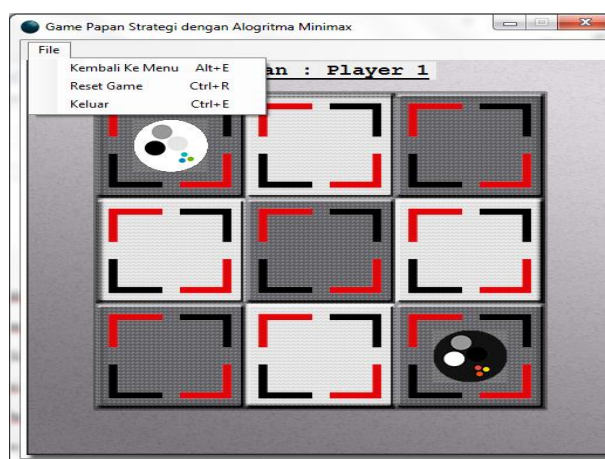 Game Papan Strategi dengan Alogritma Minimax
File
Kembali Ke Menu Alt+E
Reset Game Ctrl+R
Keluar Ctrl+E
an : Player 1